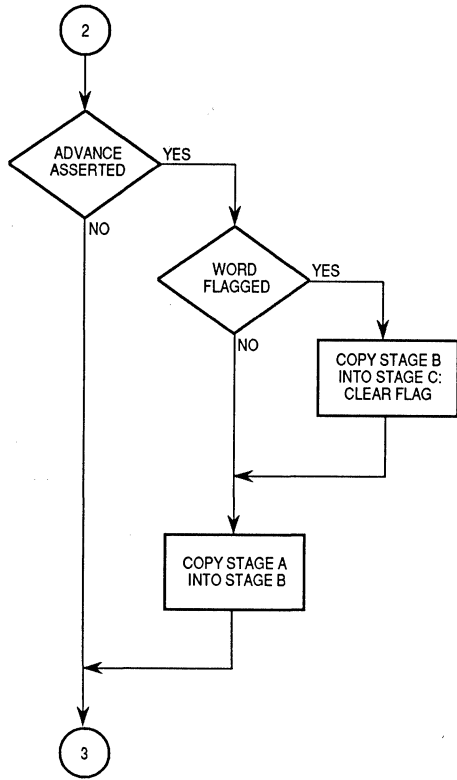 2
ADVANCE
ASSERTED
YES
NO
WORD
FLAGGED
YES
NO
COPY STAGE B
INTO STAGE C:
CLEAR FLAG
COPY STAGE A
INTO STAGE B
3